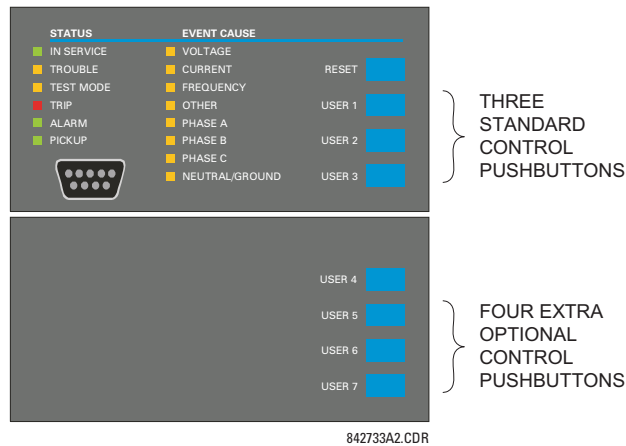 STATUS
IN SERVICE
TROUBLE
TEST MODE
TRIP
ALARM
PICKUP
EVENT CAUSE
VOLTAGE
CURRENT
FREQUENCY
OTHER
PHASE A
PHASE B
PHASE C
NEUTRAL/GROUND
RESET
USER 1
USER 2
USER 3
THREE
STANDARD
CONTROL
PUSHBUTTONS
USER 4
USER 5
USER 6
USER 7
FOUR EXTRA
OPTIONAL
CONTROL
PUSHBUTTONS
842733A2.CDR